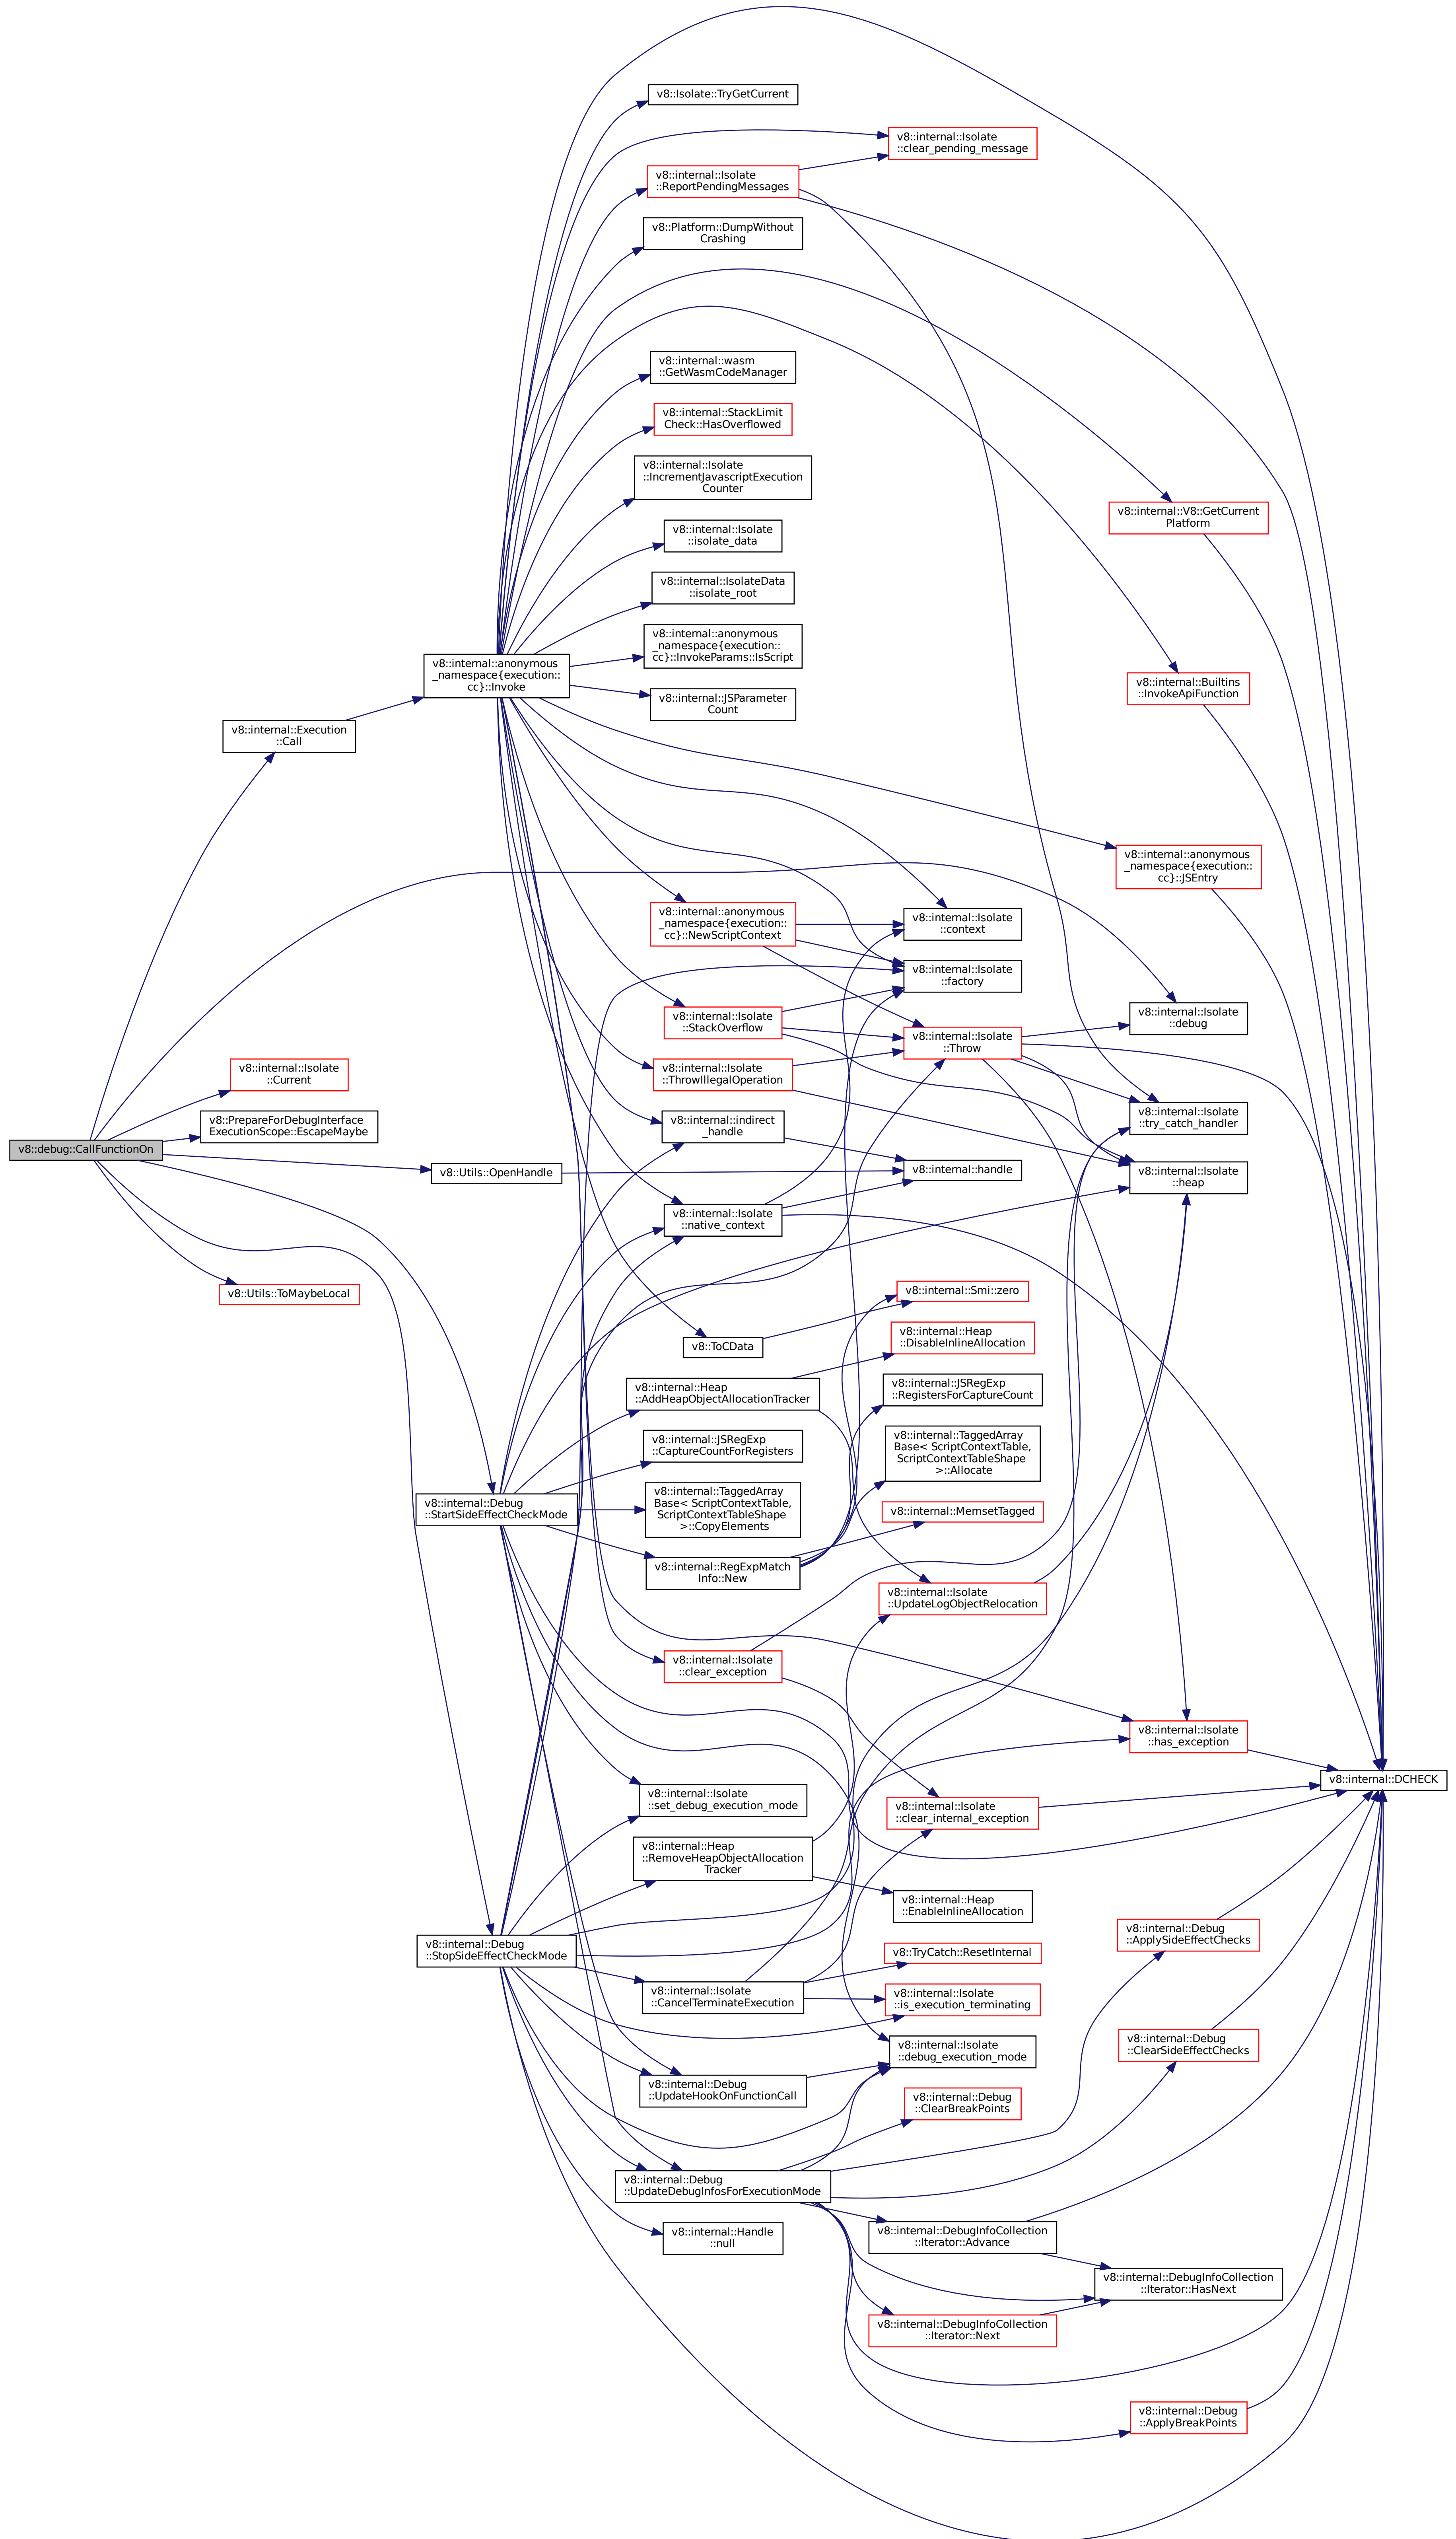 v8::debug::CallFunctionOn
v8::internal::Execution
::Call
v8::internal::Isolate
::Current
v8::PrepareForDebugInterface
ExecutionScope::EscapeMaybe
v8::Utils::ToMaybeLocal
v8::internal::anonymous
_namespace{execution::
cc}::Invoke
v8::Utils::OpenHandle
v8::internal::Debug
::StartSideEffectCheckMode
v8::internal::Debug
::StopSideEffectCheckMode
v8::Isolate::TryGetCurrent
v8::internal::Isolate
::ReportPendingMessages
v8::Platform::DumpWithout
Crashing
v8::internal::wasm
::GetWasmCodeManager
v8::internal::StackLimit
Check::HasOverflowed
v8::internal::Isolate
::IncrementJavascriptExecution
Counter
v8::internal::Isolate
::isolate_data
v8::internal::IsolateData
::isolate_root
v8::internal::anonymous
_namespace{execution::
cc}::InvokeParams::IsScript
v8::internal::JSParameter
Count
v8::internal::anonymous
_namespace{execution::
cc}::NewScriptContext
v8::internal::Isolate
::StackOverflow
v8::internal::Isolate
::ThrowIllegalOperation
v8::internal::indirect
_handle
v8::internal::Isolate
::native_context
v8::ToCData
v8::internal::Heap
::AddHeapObjectAllocationTracker
v8::internal::JSRegExp
::CaptureCountForRegisters
v8::internal::TaggedArray
Base< ScriptContextTable,
ScriptContextTableShape
>::CopyElements
v8::internal::RegExpMatch
Info::New
v8::internal::Isolate
::clear_exception
v8::internal::Isolate
::set_debug_execution_mode
v8::internal::Heap
::RemoveHeapObjectAllocation
Tracker
v8::internal::Isolate
::CancelTerminateExecution
v8::internal::Debug
::UpdateHookOnFunctionCall
v8::internal::Debug
::UpdateDebugInfosForExecutionMode
v8::internal::Handle
::null
v8::internal::Isolate
::clear_pending_message
v8::internal::Isolate
::context
v8::internal::Isolate
::factory
v8::internal::Isolate
::Throw
v8::internal::handle
v8::internal::Smi::zero
v8::internal::Heap
::DisableInlineAllocation
v8::internal::JSRegExp
::RegistersForCaptureCount
v8::internal::TaggedArray
Base< ScriptContextTable,
ScriptContextTableShape
>::Allocate
v8::internal::MemsetTagged
v8::internal::Isolate
::UpdateLogObjectRelocation
v8::internal::Isolate
::clear_internal_exception
v8::internal::Heap
::EnableInlineAllocation
v8::TryCatch::ResetInternal
v8::internal::Isolate
::is_execution_terminating
v8::internal::Isolate
::debug_execution_mode
v8::internal::Debug
::ClearBreakPoints
v8::internal::DebugInfoCollection
::Iterator::Advance
v8::internal::DebugInfoCollection
::Iterator::Next
v8::internal::V8::GetCurrent
Platform
v8::internal::Builtins
::InvokeApiFunction
v8::internal::anonymous
_namespace{execution::
cc}::JSEntry
v8::internal::Isolate
::debug
v8::internal::Isolate
::try_catch_handler
v8::internal::Isolate
::heap
v8::internal::Isolate
::has_exception
v8::internal::Debug
::ApplySideEffectChecks
v8::internal::Debug
::ClearSideEffectChecks
v8::internal::DebugInfoCollection
::Iterator::HasNext
v8::internal::Debug
::ApplyBreakPoints
v8::internal::DCHECK